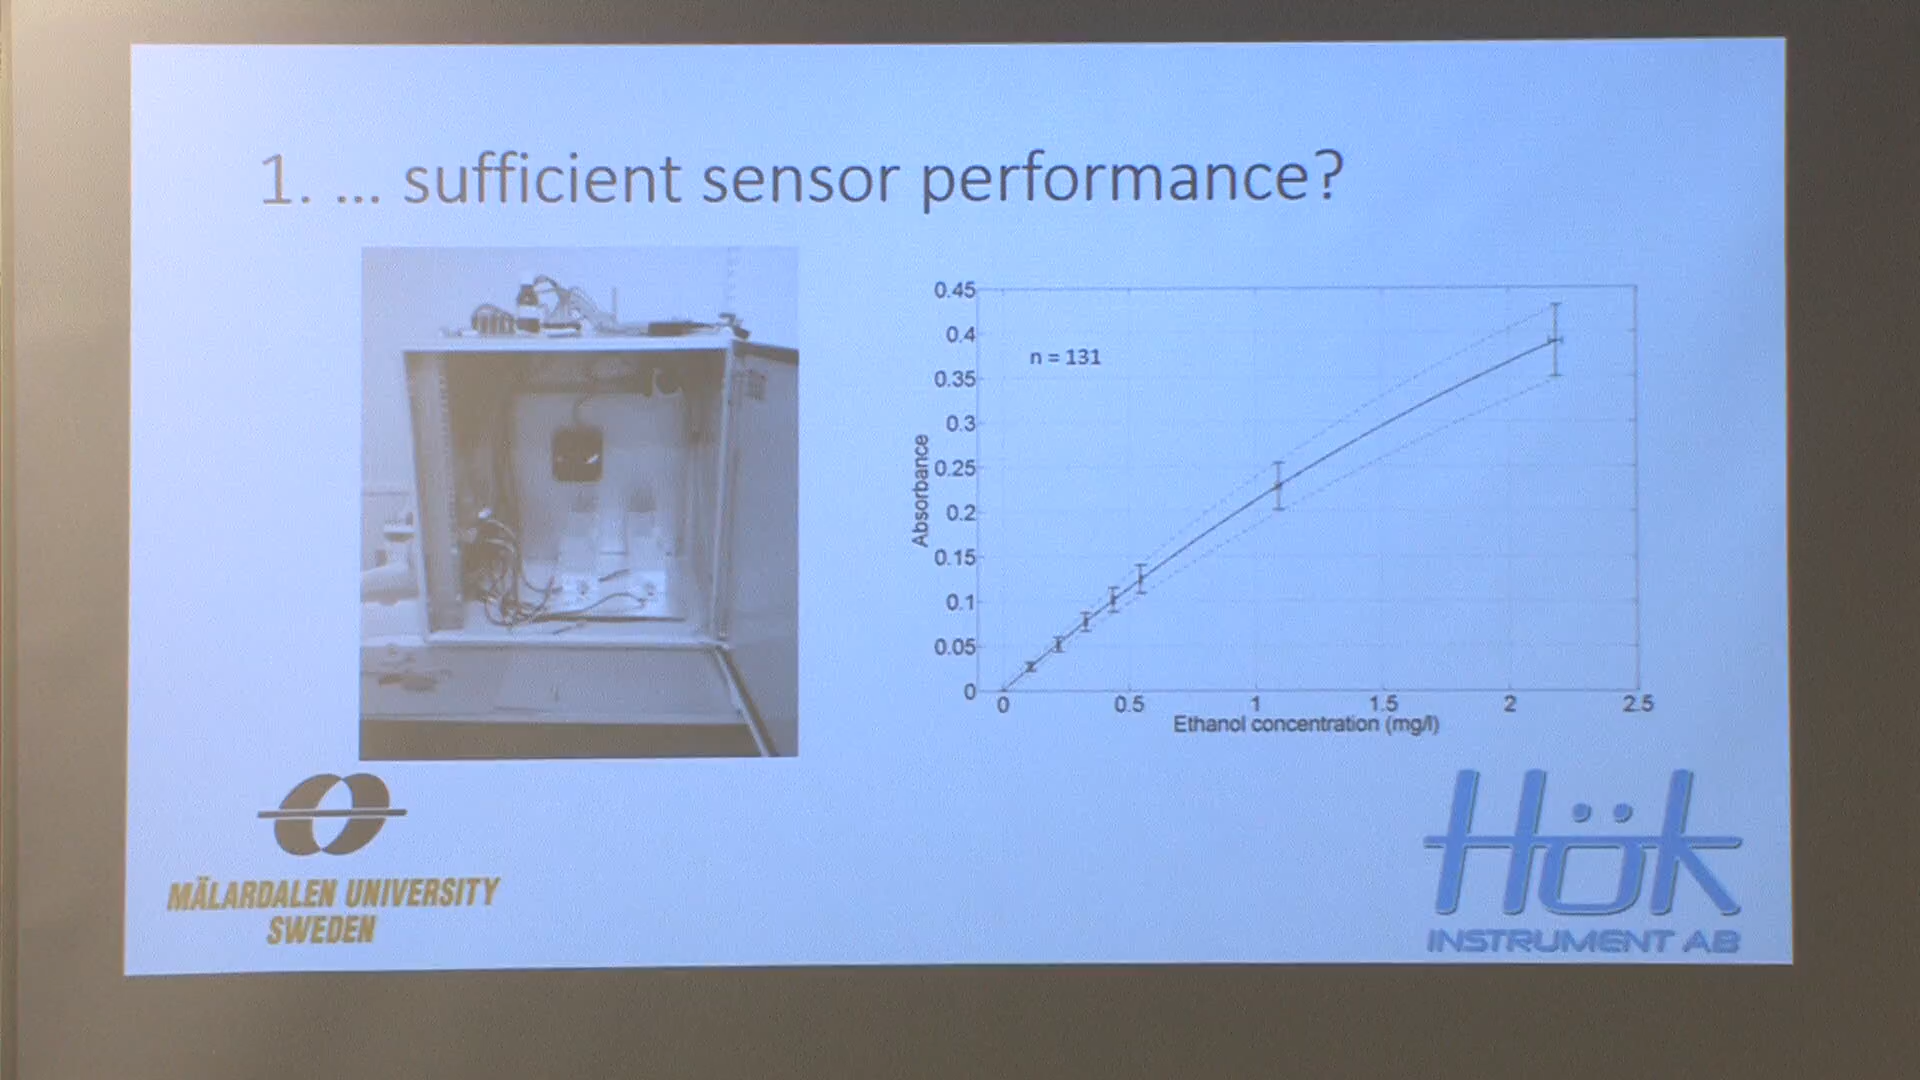 1. ... sufficient sensor performance?
0.45
0.4
0.35
0.3
0.25
0.2
0.15
0.1
0.05
0
n = 131
Absorbance
0
0.5
1
1.5
2
2.5
Ethanol concentration (mg/l)
MÄLARDALEN UNIVERSITY
SWEDEN
Hök
INSTRUMENT AB